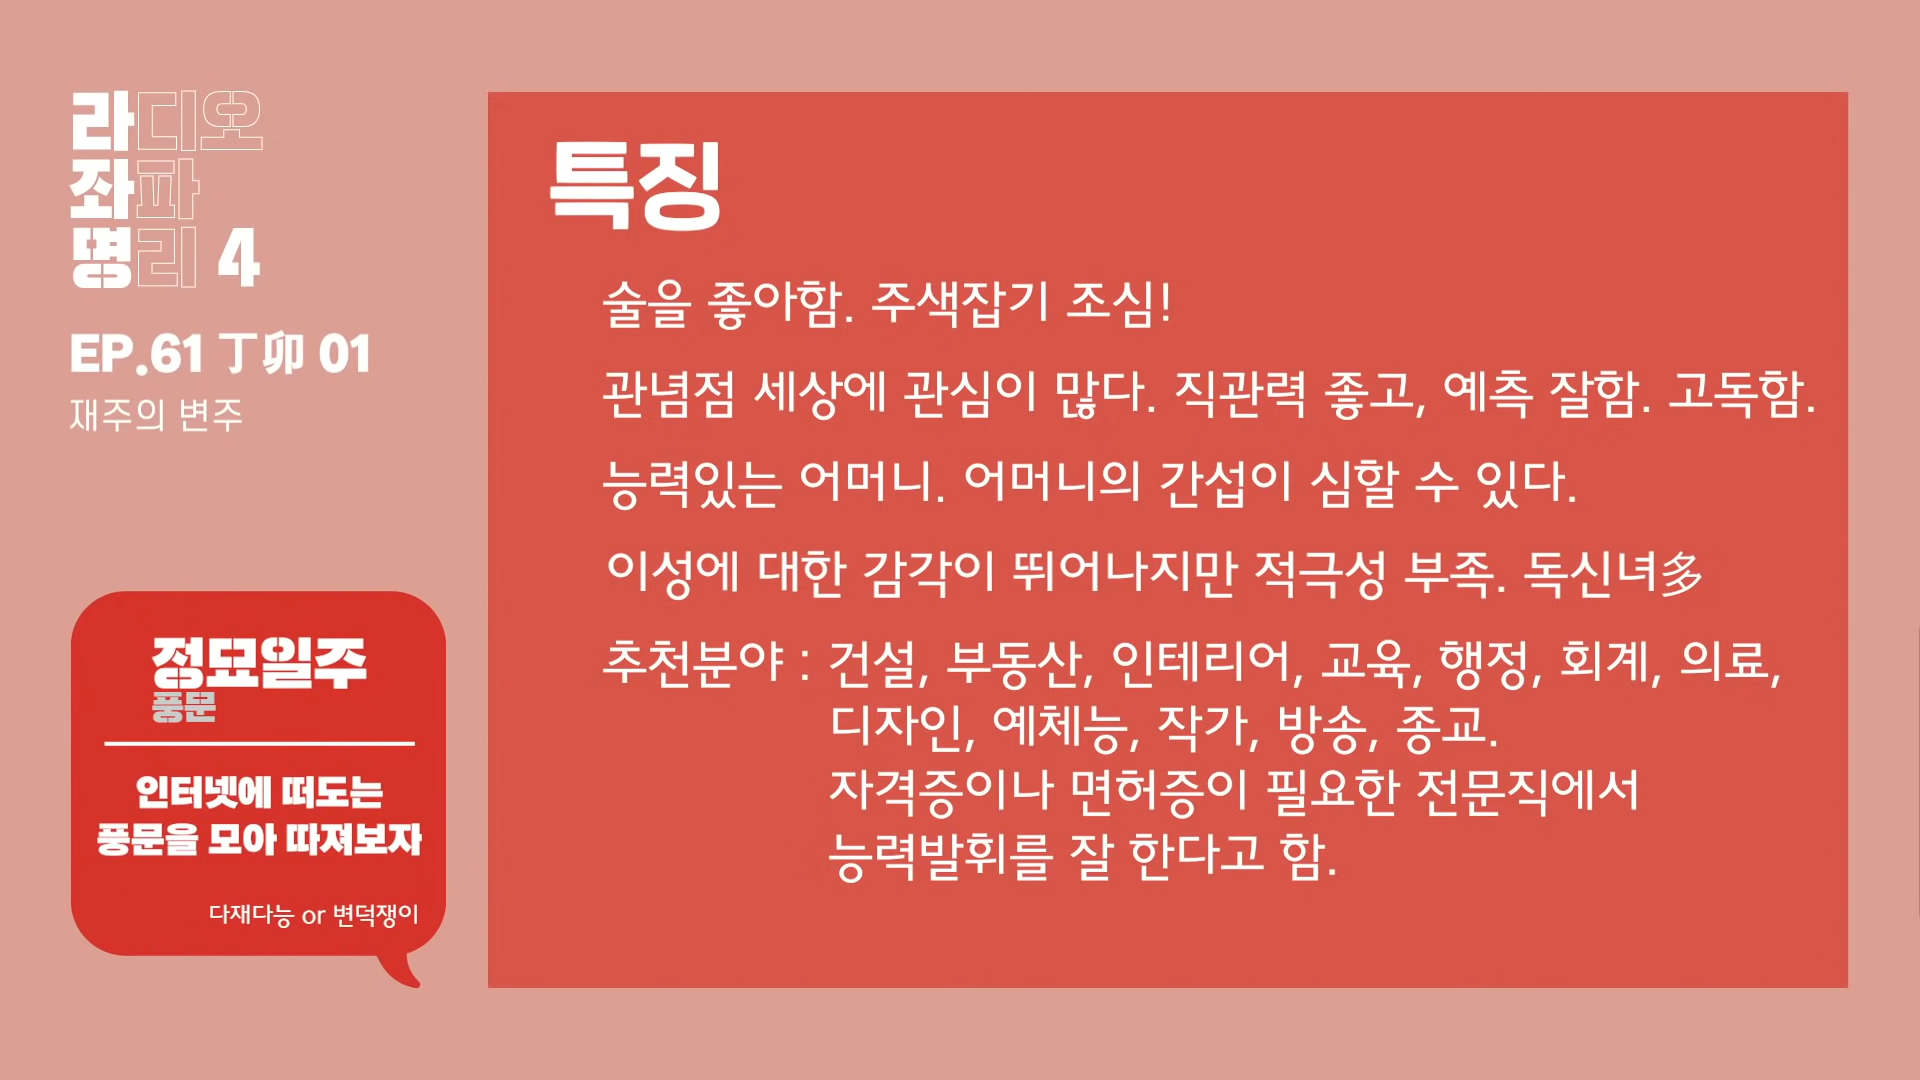 라디오
좌파
명리 4
EP.61 丁卯 01
재주의 변주
정묘일주
풍문
인터넷에 떠도는
풍문을 모아 따져보자
다재다능 or 변덕쟁이
특징
술을 좋아함. 주색잡기 조심!
관념점 세상에 관심이 많다. 직관력 좋고, 예측 잘함. 고독함.
능력있는 어머니. 어머니의 간섭이 심할 수 있다.
이성에 대한 감각이 뛰어나지만 적극성 부족. 독신녀多
추천분야 : 건설, 부동산, 인테리어, 교육, 행정, 회계, 의료,
디자인, 예체능, 작가, 방송, 종교.
자격증이나 면허증이 필요한 전문직에서
능력발휘를 잘 한다고 함.